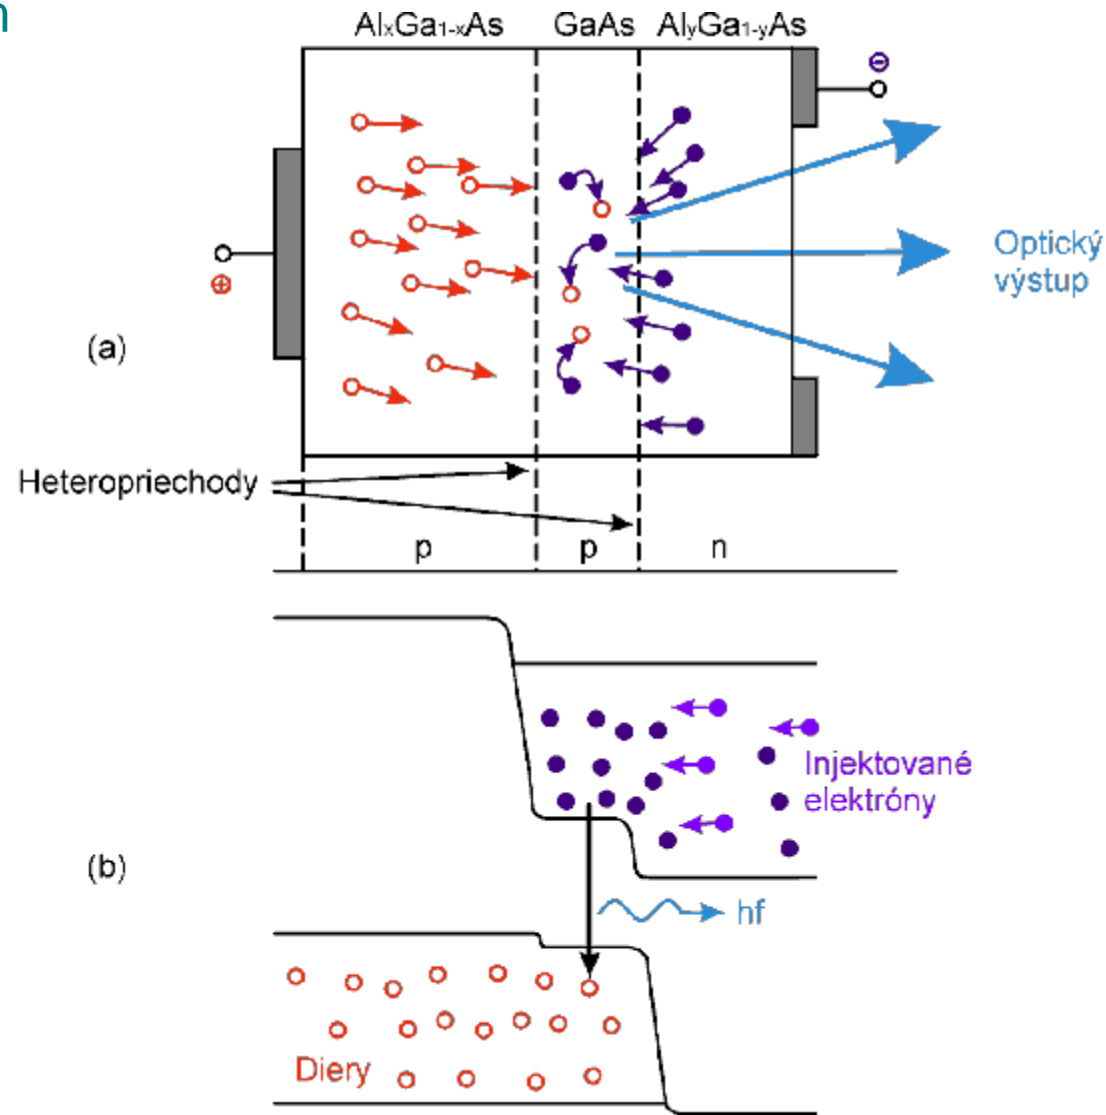 AlxGa1-xAs GaAs AlyGa1-yAs
⊖
⊕
Optický
výstup
(a)
Heteropriechody
p p n
Injektované
elektróny
(b)
hf
Diery